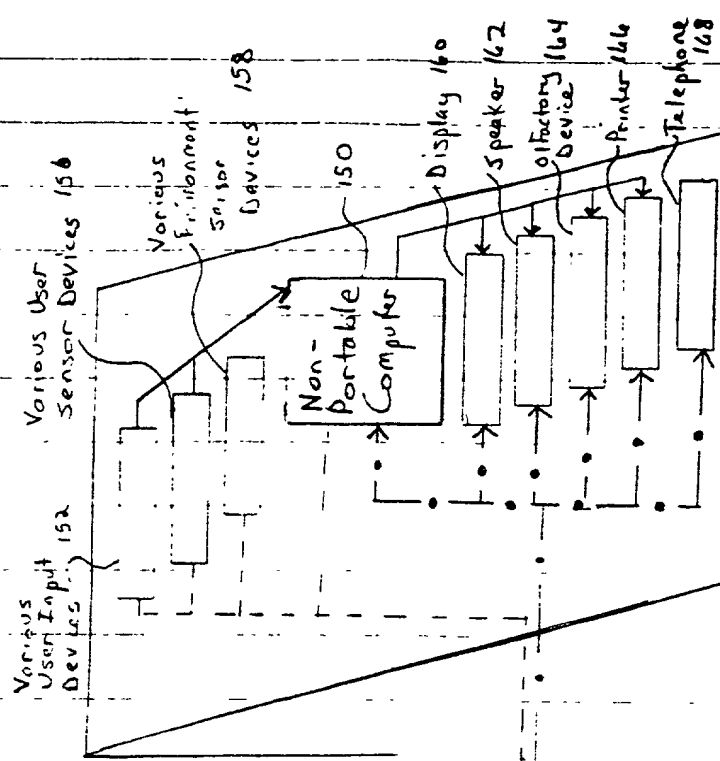 Various
User Input 152
Devices
Various User
Sensor Devices 156
Various
Environment
Sensor
Devices 158
150
Non-
Portable
Computer
Display 160
Speaker 162
Olfactory 164
Device
Printer 166
Telephone
168